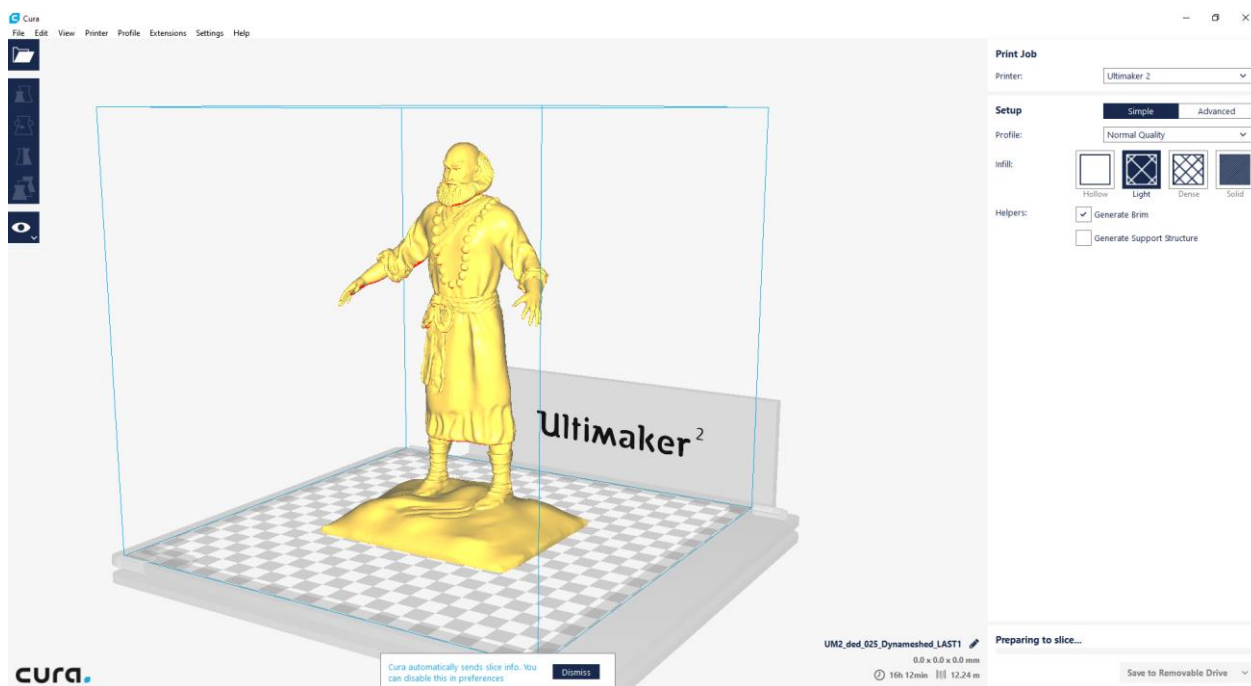 Cura
File Edit View Printer Profile Extensions Settings Help
Print Job
Printer: Ultimaker 2
Setup Simple Advanced
Profile: Normal Quality
Infill:
Hollow Light Dense Solid
Helpers: Generate Brim
Generate Support Structure
Ultimaker 2
UM2_ded_025_Dynameshed_LAST1
0.0 x 0.0 x 0.0 mm
16h 12min 12.24 m
Preparing to slice...
Save to Removable Drive
cura.
Cura automatically sends slice info. You
can disable this in preferences
Dismiss